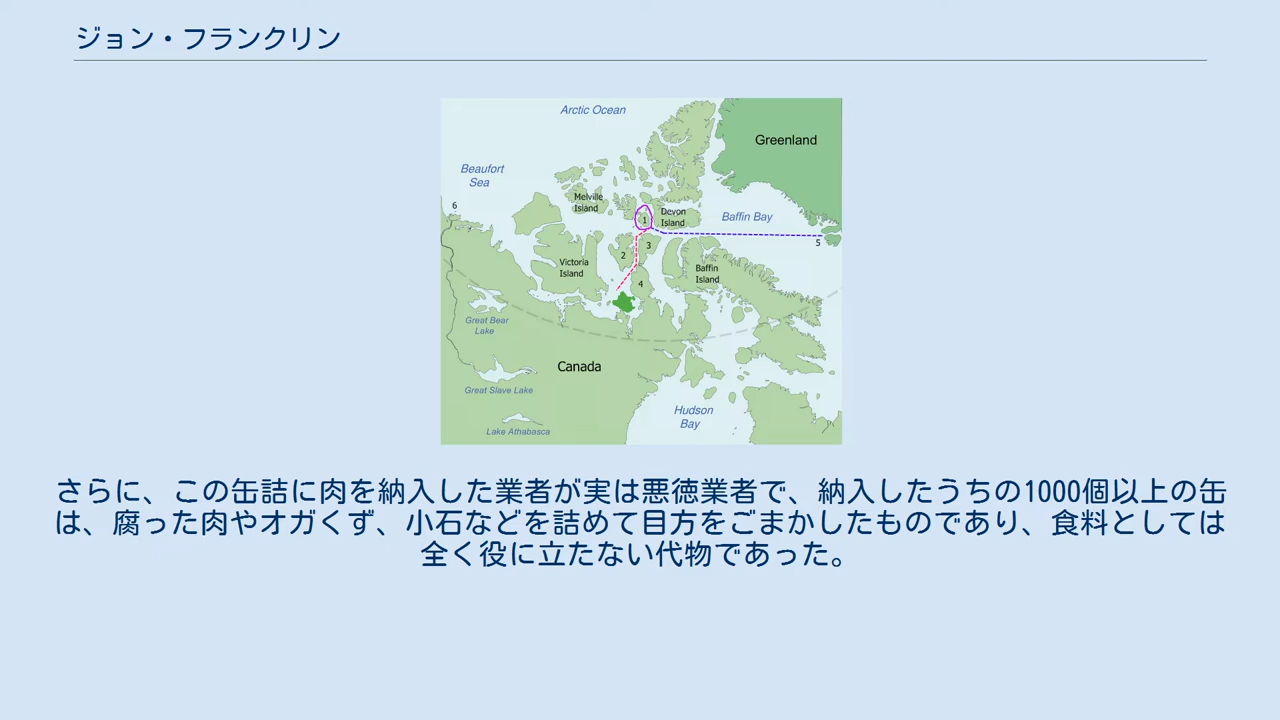 ジョン・フランクリン
Arctic Ocean
Greenland
Beaufort
Sea
Melville
Island
6
1
Devon
Island
Baffin Bay
5
3
2
Victoria
Island
Baffin
Island
4
Great Bear
Lake
Canada
Great Slave Lake
Hudson
Bay
Lake Athabasca
さらに、この缶詰に肉を納入した業者が実は悪徳業者で、納入したうちの1000個以上の缶
は、腐った肉やオガくず、小石などを詰めて目方をごまかしたものであり、食料としては
全く役に立たない代物であった。